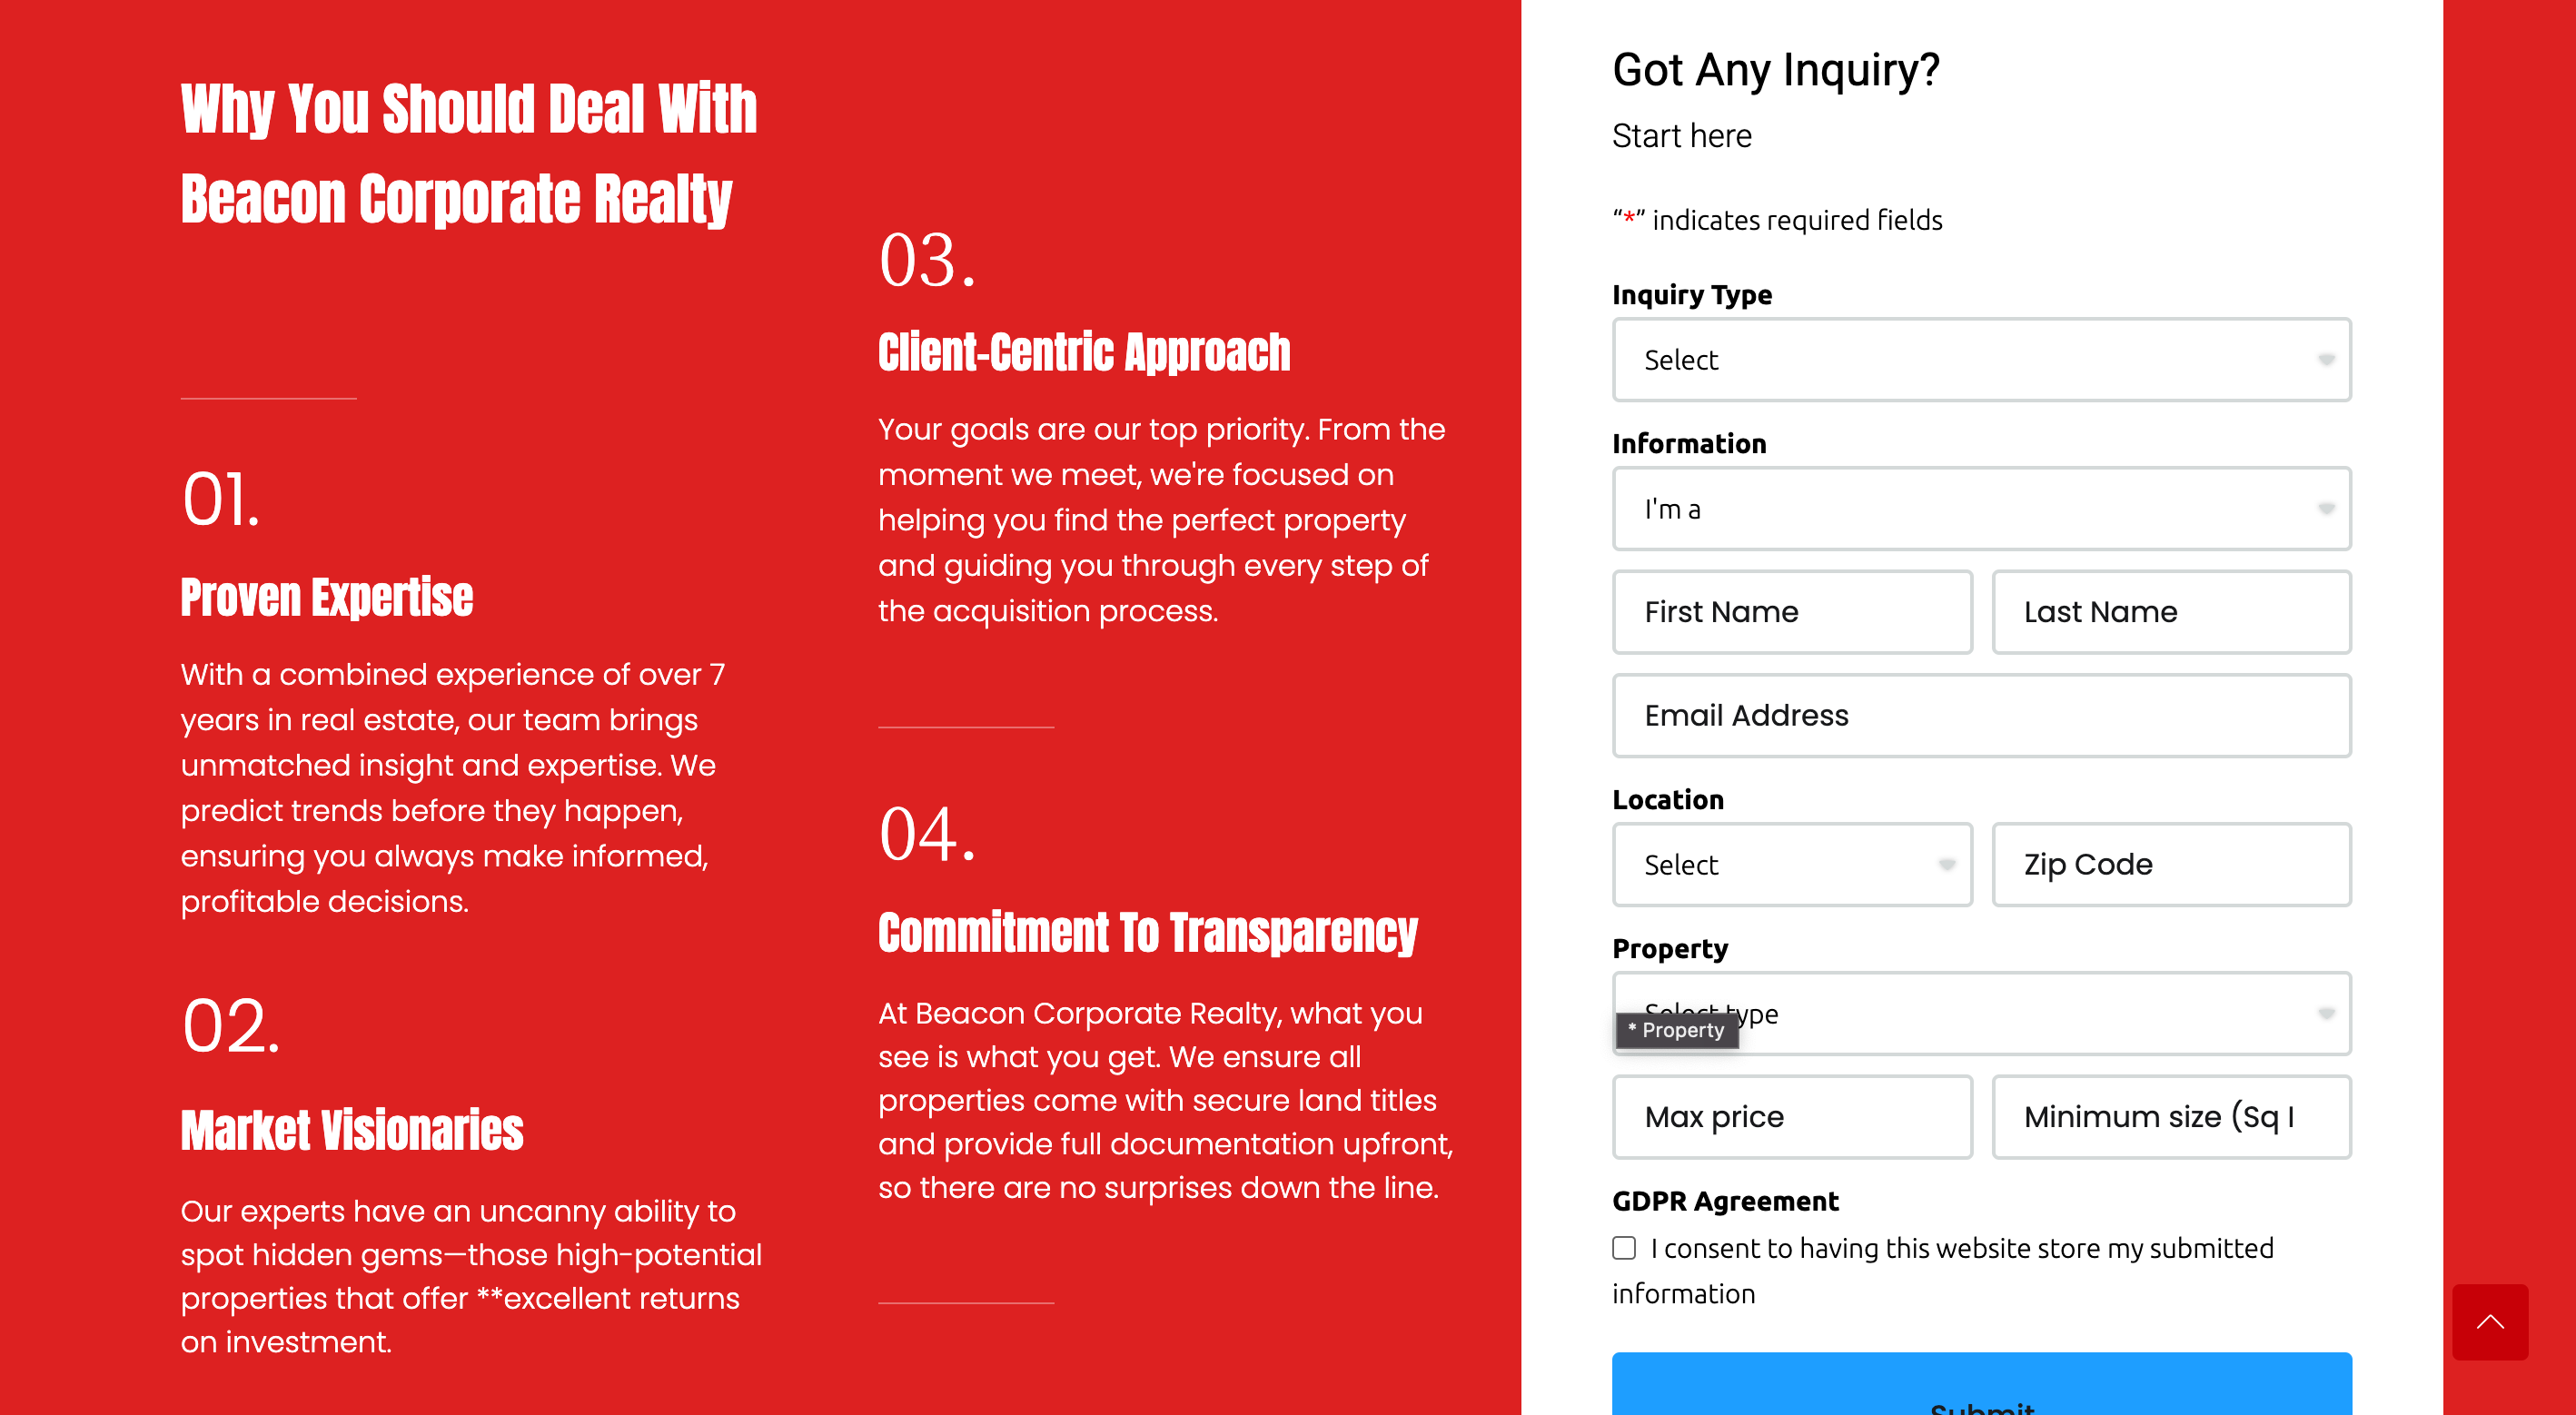 Why You Should Deal With
Beacon Corporate Realty
01.
Proven Expertise
With a combined experience of over 7
years in real estate, our team brings
unmatched insight and expertise. We
predict trends before they happen,
ensuring you always make informed,
profitable decisions.
02.
Market Visionaries
Our experts have an uncanny ability to
spot hidden gems—those high-potential
properties that offer **excellent returns
on investment.
03.
Client-Centric Approach
Your goals are our top priority. From the
moment we meet, we're focused on
helping you find the perfect property
and guiding you through every step of
the acquisition process.
04.
Commitment To Transparency
At Beacon Corporate Realty, what you
see is what you get. We ensure all
properties come with secure land titles
and provide full documentation upfront,
so there are no surprises down the line.
Got Any Inquiry?
Start here
“*” indicates required fields
Inquiry Type
Select
Information
I'm a
First Name Last Name
Email Address
Location
Select Zip Code
Property
Select type
* Property
Max price Minimum size (Sq
GDPR Agreement
I consent to having this website store my submitted
information
Submit